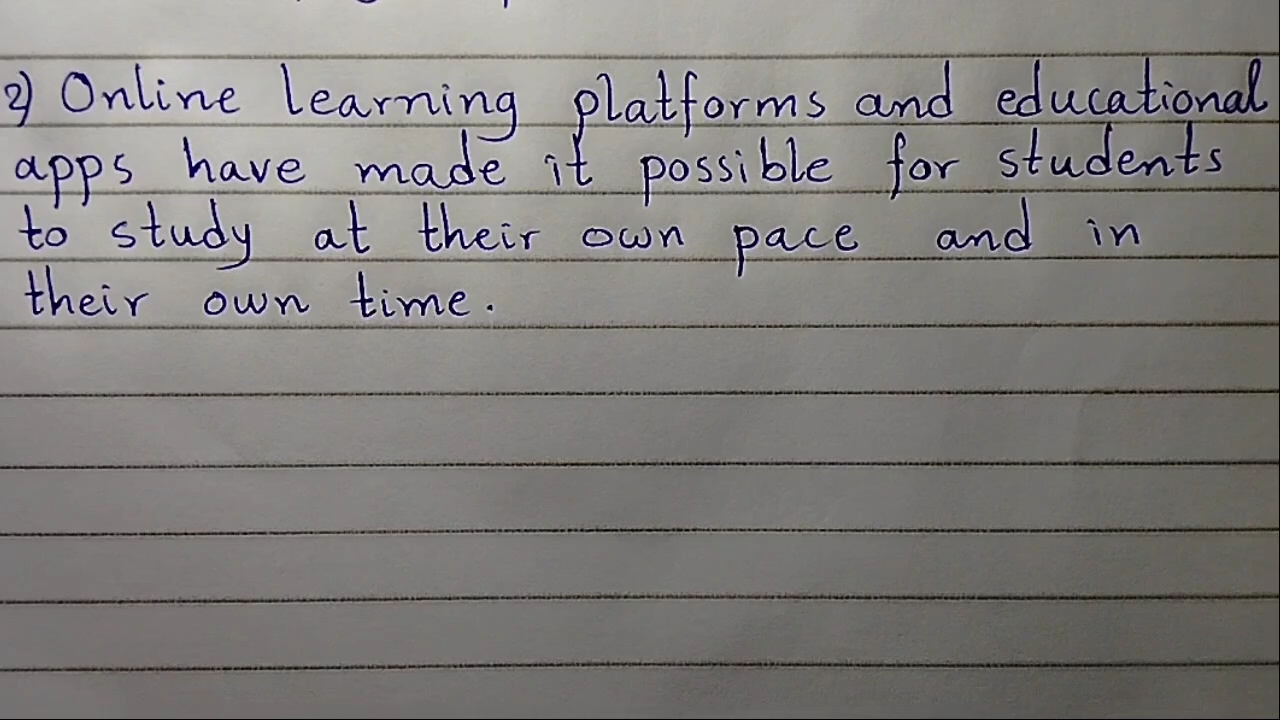 2) Online learning platforms and educational
apps have made it possible for students
to study at their own pace and in
their own time.